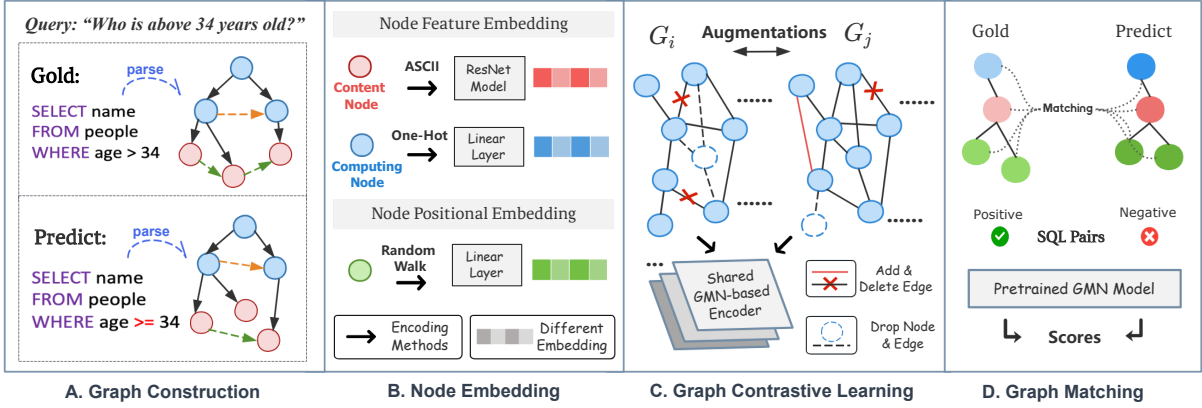 Query: “Who is above 34 years old?”
Gold:
parse
SELECT name
FROM people
WHERE age > 34
Predict:
parse
SELECT name
FROM people
WHERE age >= 34
A. Graph Construction
Node Feature Embedding
Content
Node
ASCII
ResNet
Model
Computing
Node
One-Hot
Linear
Layer
Node Positional Embedding
Random
Walk
Linear
Layer
Encoding
Methods
Different
Embedding
B. Node Embedding
Gi
Augmentations
Gj
......
......
......
......
...
Shared
GMN-based
Encoder
Add &
Delete Edge
Drop Node
& Edge
C. Graph Contrastive Learning
Gold
Predict
Matching
Positive
Negative
SQL Pairs
Pretrained GMN Model
Scores
D. Graph Matching